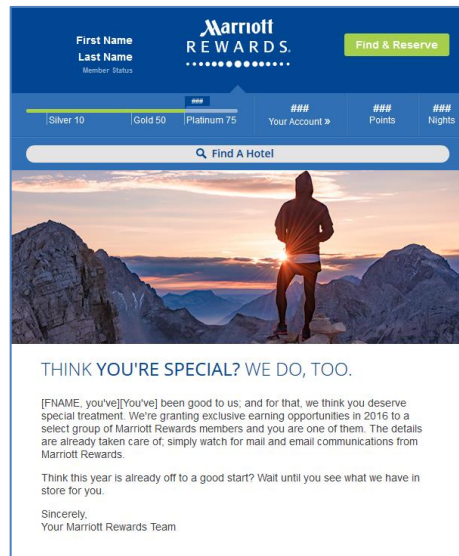 First Name
Last Name
Member Status
Marriott
REWARDS.
Find & Reserve
###
Silver 10
Gold 50
Platinum 75
###
Your Account »
###
Points
###
Nights
Find A Hotel
THINK YOU'RE SPECIAL? WE DO, TOO.
[FNAME, you've][You've] been good to us; and for that, we think you deserve
special treatment. We're granting exclusive earning opportunities in 2016 to a
select group of Marriott Rewards members and you are one of them. The details
are already taken care of; simply watch for mail and email communications from
Marriott Rewards.
Think this year is already off to a good start? Wait until you see what we have in
store for you.
Sincerely,
Your Marriott Rewards Team